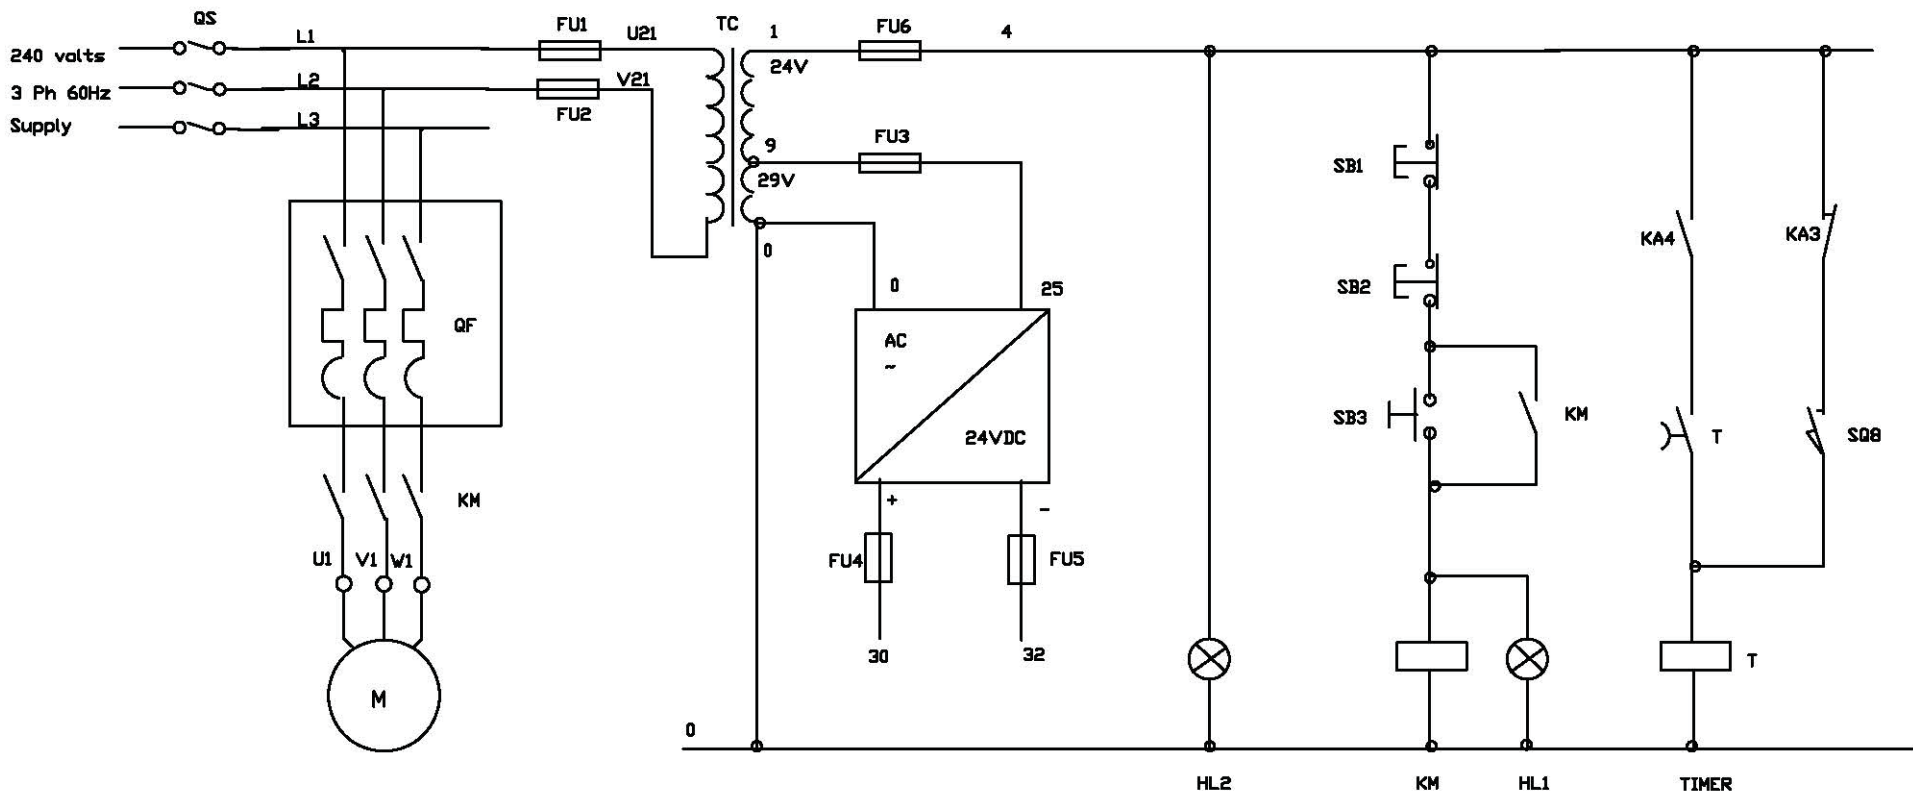 QS
L1
FU1
U21
TC
1
FU6
4
240 volts
24V
L2
V21
3 Ph 60Hz
FU2
Supply
L3
9
FU3
29V
SB1
KA4
KA3
0
0
25
SB2
QF
AC
~
24VDC
SB3
KM
T
SQ8
KM
+
-
U1
V1
W1
FU4
FU5
30
32
T
M
0
HL2
KM
HL1
TIMER